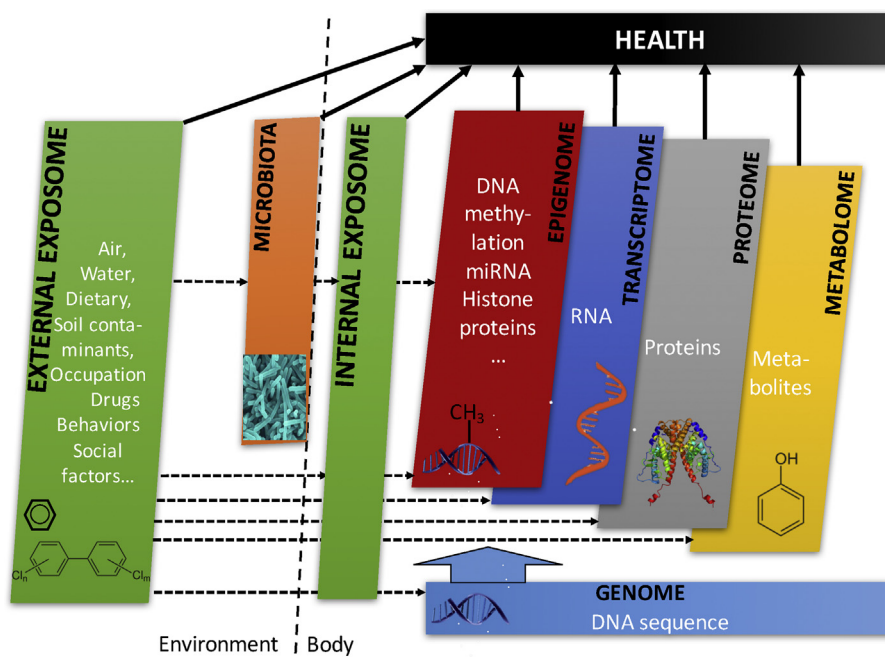 HEALTH
EXTERNAL EXPOSOME
Air,
Water,
Dietary,
Soil conta-
minants,
Occupation
Drugs
Behaviors
Social
factors...
Cln
Clm
MICROBIOTA
INTERNAL EXPOSOME
EPIGENOME
DNA
methy-
lation
miRNA
Histone
proteins
...
CH3
TRANSCRIPTOME
RNA
PROTEOME
Proteins
METABOLOME
Meta-
bolites
OH
GENOME
DNA sequence
Environment
Body